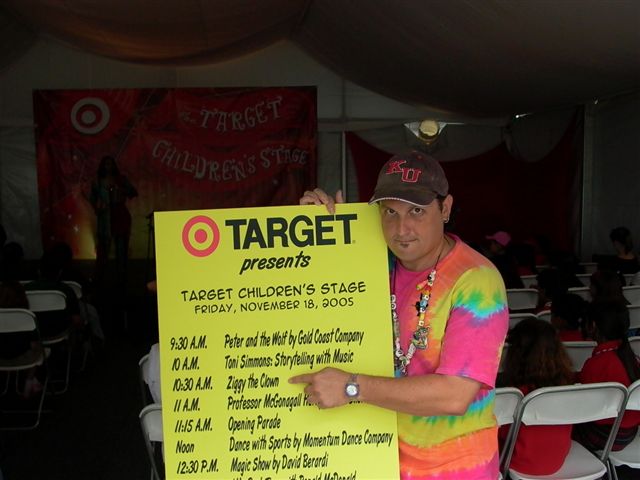 The TARGET
CHILDREN'S STAGE
KU
TARGET
presents
TARGET CHILDREN'S STAGE
FRIDAY, NOVEMBER 18, 2005
9:30 A.M. Peter and the Wolf by Gold Coast Company
10 A.M. Toni Simmons: Storytelling with Music
10:30 A.M. Ziggy the Clown
11 A.M. Professor McGonagall
11:15 A.M. Opening Parade
Noon Dance with Sports by Momentum Dance Company
12:30 P.M. Magic Show by David Berardi
with Ronald McDonald